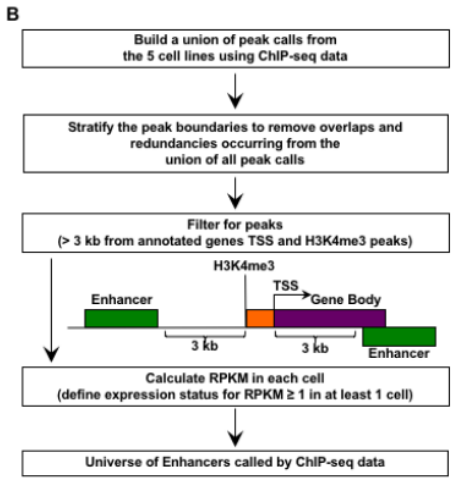 B
Build a union of peak calls from
the 5 cell lines using ChIP-seq data
Stratify the peak boundaries to remove overlaps and
redundancies occurring from the
union of all peak calls
Filter for peaks
(> 3 kb from annotated genes TSS and H3K4me3 peaks)
H3K4me3
TSS
Enhancer
Gene Body
3 kb
3 kb
Enhancer
Calculate RPKM in each cell
(define expression status for RPKM ≥ 1 in at least 1 cell)
Universe of Enhancers called by ChIP-seq data